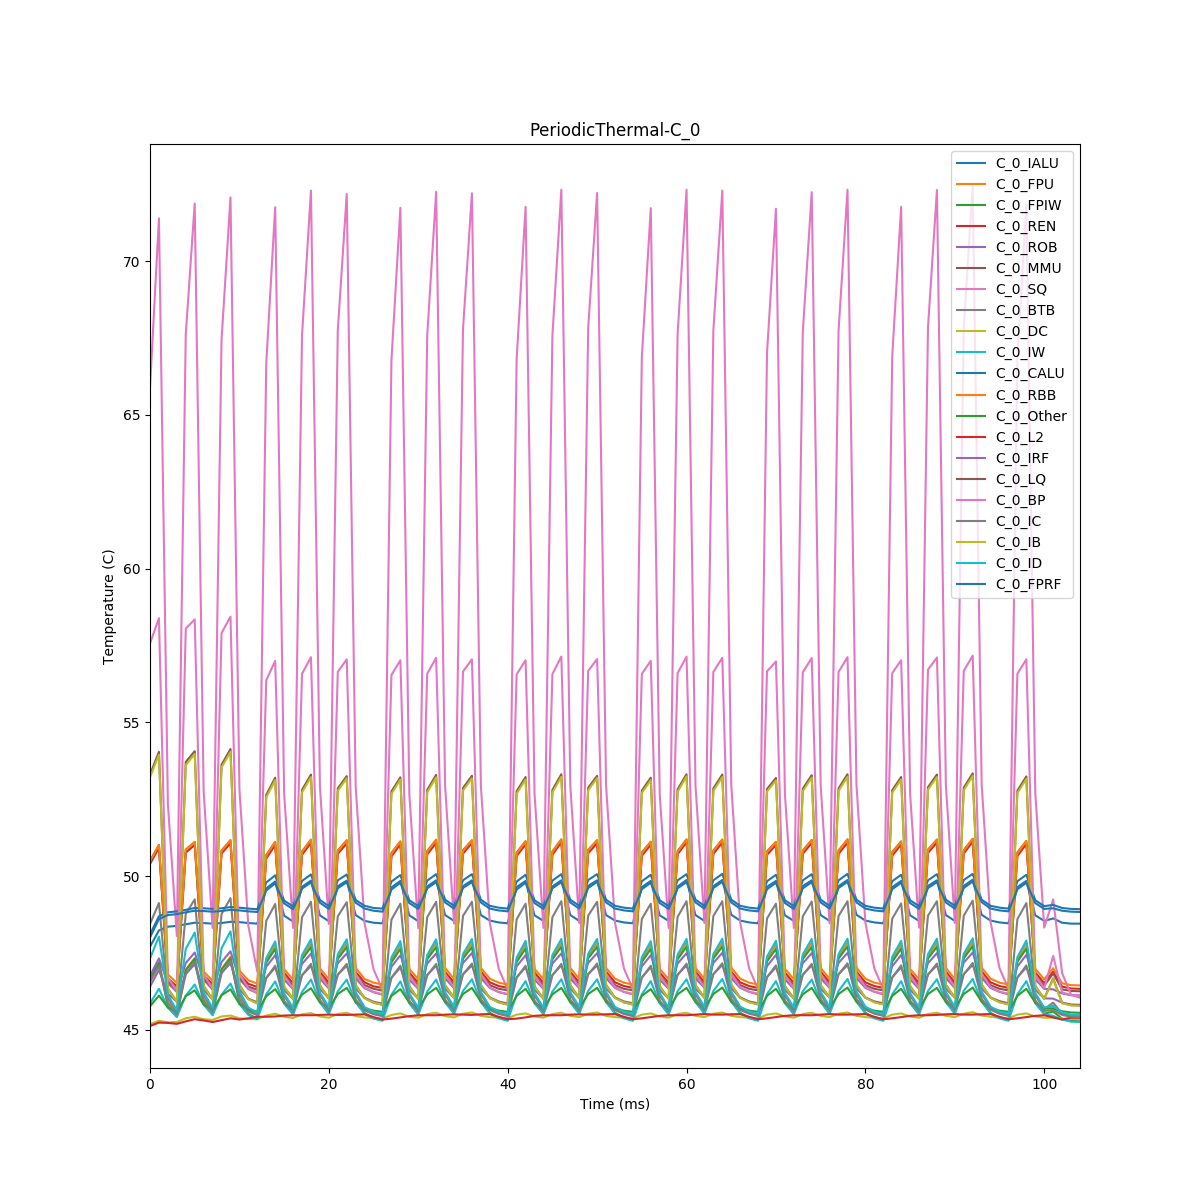 PeriodicThermal-C_0
C_0_IALU
C_0_FPU
C_0_FPIW
C_0_REN
C_0_ROB
C_0_MMU
C_0_SQ
C_0_BTB
C_0_DC
C_0_IW
C_0_CALU
C_0_RBB
C_0_Other
C_0_L2
C_0_IRF
C_0_LQ
C_0_BP
C_0_IC
C_0_IB
C_0_ID
C_0_FPRF
70
65
60
55
50
45
Temperature (C)
0 20 40 60 80 100
Time (ms)